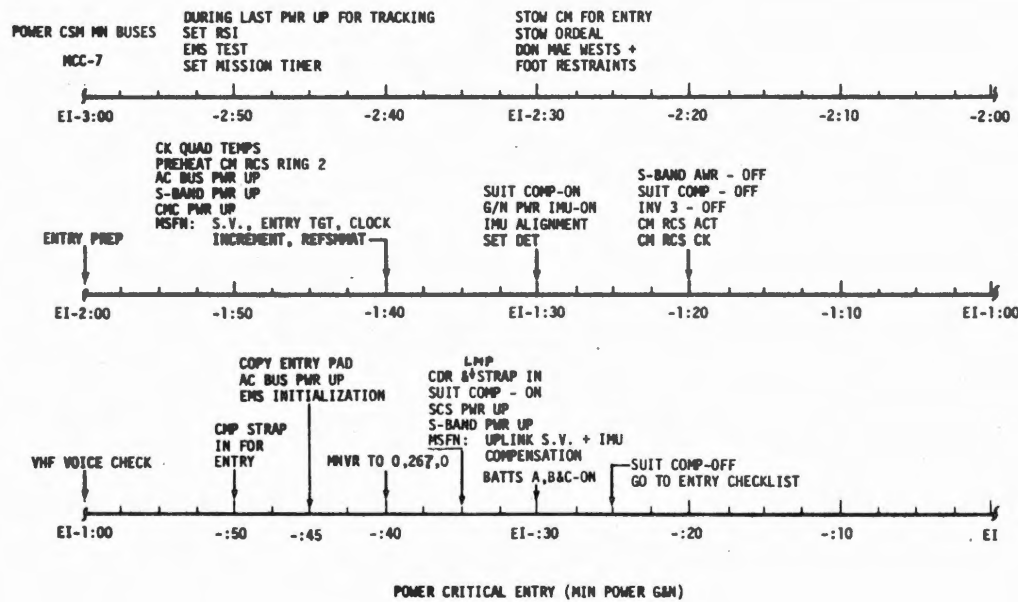 POWER CSM MN BUSES
MCC-7
DURING LAST PWR UP FOR TRACKING
SET RSI
EMS TEST
SET MISSION TIMER
STOW CM FOR ENTRY
STOW ORDEAL
DON MAE WESTS +
FOOT RESTRAINTS
EI-3:00 -2:50 -2:40 EI-2:30 -2:20 -2:10 -2:00
ENTRY PREP
CK QUAD TEMPS
PREHEAT CM RCS RING 2
AC BUS PWR UP
S-BAND PWR UP
CMC PWR UP
MSFN: S.V., ENTRY TGT, CLOCK
INCREMENT, REFSMMAT
SUIT COMP-ON
G/N PWR IMU-ON
IMU ALIGNMENT
SET DET
S-BAND AWR - OFF
SUIT COMP - OFF
INV 3 - OFF
CM RCS ACT
CM RCS CK
EI-2:00 -1:50 -1:40 EI-1:30 -1:20 -1:10 EI-1:00
VHF VOICE CHECK
CMP STRAP
IN FOR
ENTRY
COPY ENTRY PAD
AC BUS PWR UP
EMS INITIALIZATION
MNVR TO 0,267,0
LMP
CDR & STRAP IN
SUIT COMP - ON
SCS PWR UP
S-BAND PWR UP
MSFN: UPLINK S.V. + IMU
COMPENSATION
BATTS A,B&C-ON
SUIT COMP-OFF
GO TO ENTRY CHECKLIST
EI-1:00 -:50 -:45 -:40 EI-:30 -:20 -:10 EI
POWER CRITICAL ENTRY (MIN POWER G&N)